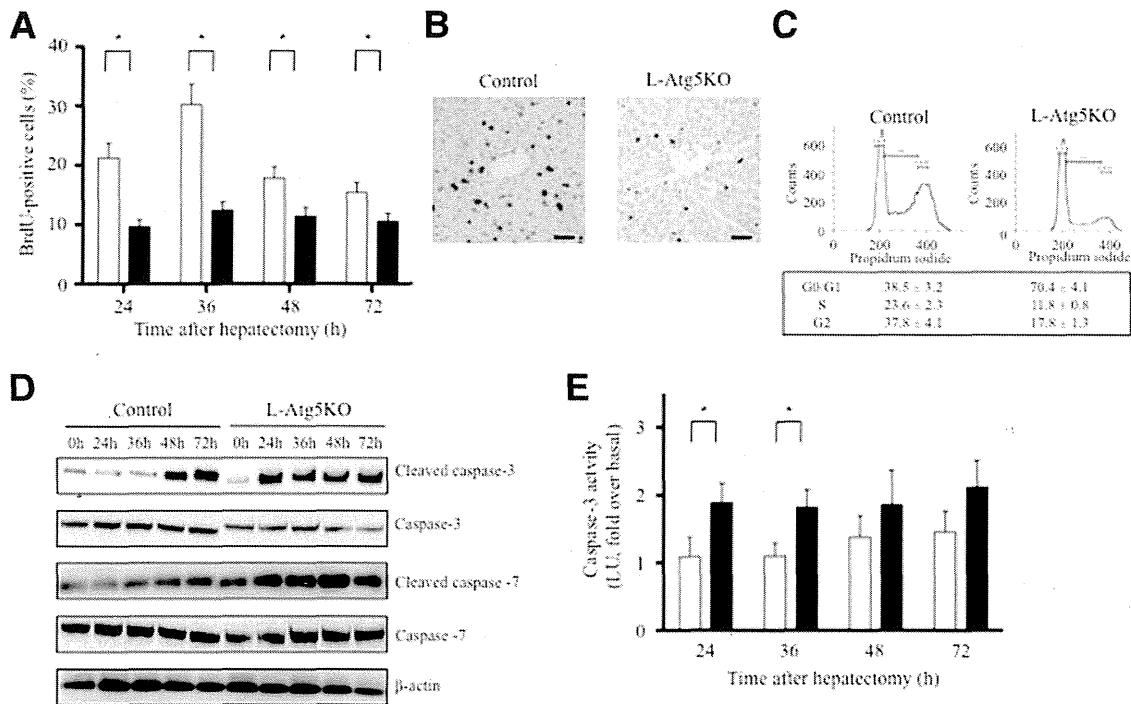 A
*
*
*
*
BrdU-positive cells (%)
40
30
20
10
0
24
36
48
72
Time after hepatectomy (h)
B
Control
L-Atg5KO
C
Control
L-Atg5KO
Counts
600
400
200
0
200
400
Propidium iodide
Counts
600
400
200
0
200
400
Propidium iodide
G0/G1 38.5 ± 3.2 70.4 ± 4.1
S 23.6 ± 2.3 11.8 ± 0.8
G2 37.8 ± 4.1 17.8 ± 1.3
D
Control
L-Atg5KO
0h 24h 36h 48h 72h 0h 24h 36h 48h 72h
Cleaved caspase-3
Caspase-3
Cleaved caspase -7
Caspase -7
β-actin
E
*
*
Caspase-3 activity
(LU, fold over basal)
3
2
1
0
24
36
48
72
Time after hepatectomy (h)